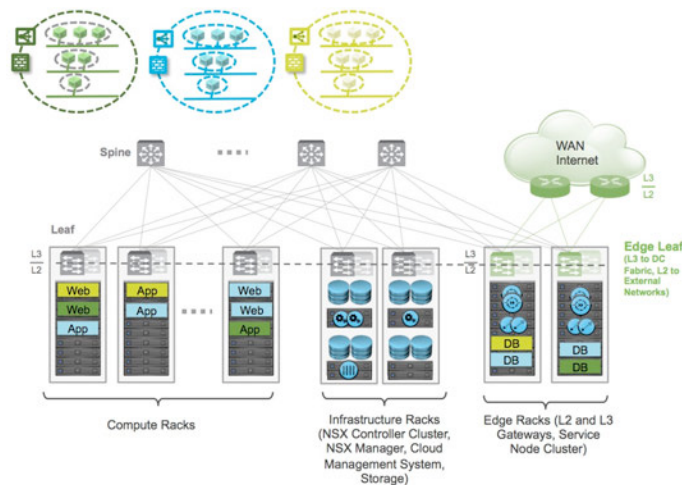 Spine
WAN
Internet
L3
L2
Leaf
L3
L2
L3
L2
Edge Leaf
(L3 to DC
Fabric, L2 to
External
Networks)
Web
App
Web
Web
App
Web
App
App
DB
DB
DB
DB
Compute Racks
Infrastructure Racks
(NSX Controller Cluster,
NSX Manager, Cloud
Management System,
Storage)
Edge Racks (L2 and L3
Gateways, Service
Node Cluster)